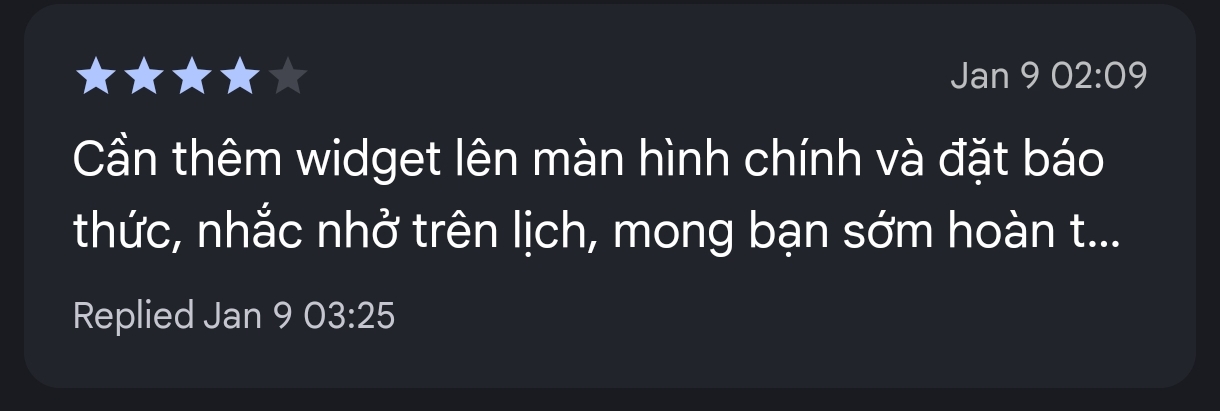 Jan 9 02:09
Cần thêm widget lên màn hình chính và đặt báo
thức, nhắc nhở trên lịch, mong bạn sớm hoàn t...
Replied Jan 9 03:25